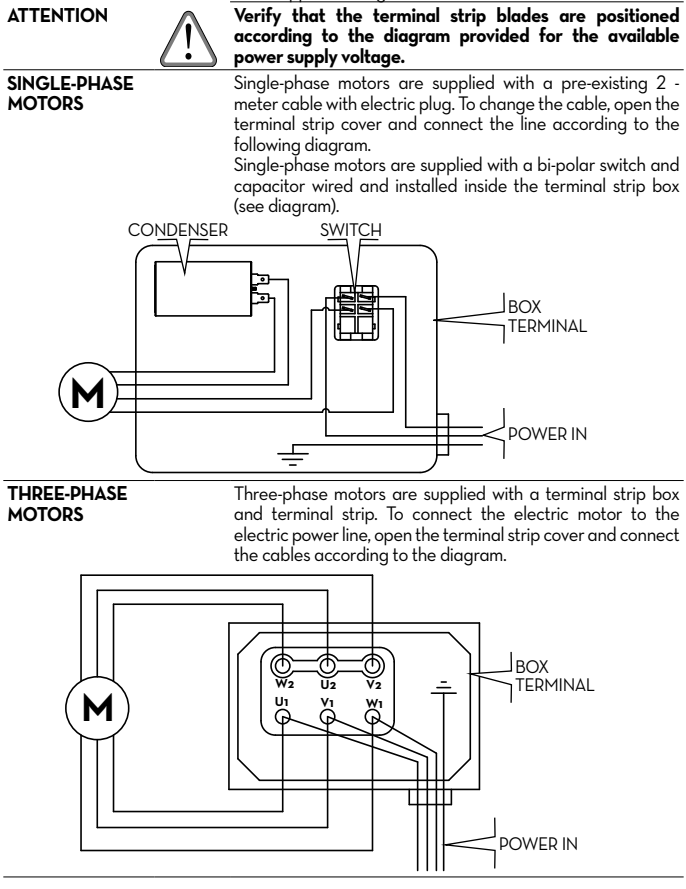 ATTENTION
Verify that the terminal strip blades are positioned
according to the diagram provided for the available
power supply voltage.
SINGLE-PHASE
MOTORS
Single-phase motors are supplied with a pre-existing 2 -
meter cable with electric plug. To change the cable, open the
terminal strip cover and connect the line according to the
following diagram.
Single-phase motors are supplied with a bi-polar switch and
capacitor wired and installed inside the terminal strip box
(see diagram).
CONDENSER
SWITCH
BOX
TERMINAL
M
POWER IN
THREE-PHASE
MOTORS
Three-phase motors are supplied with a terminal strip box
and terminal strip. To connect the electric motor to the
electric power line, open the terminal strip cover and connect
the cables according to the diagram.
BOX
TERMINAL
W2 U2 V2
U1 V1 W1
M
POWER IN